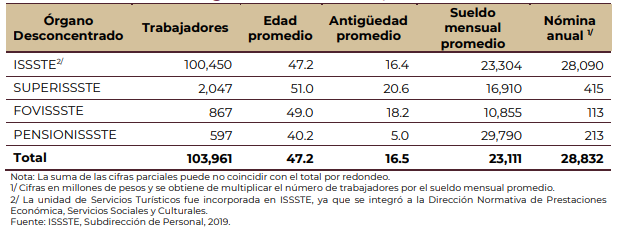 Órgano Desconcentrado Trabajadores Edad promedio Antigüedad promedio Sueldo mensual promedio Nómina anual 1/
ISSSTE2/ 100,450 47.2 16.4 23,304 28,090
SUPERISSSTE 2,047 51.0 20.6 16,910 415
FOVISSSTE 867 49.0 18.2 10,855 113
PENSIONISSSTE 597 40.2 5.0 29,790 213
Total 103,961 47.2 16.5 23,111 28,832
Nota: La suma de las cifras parciales puede no coincidir con el total por redondeo.
1/ Cifras en millones de pesos y se obtiene de multiplicar el número de trabajadores por el sueldo mensual promedio.
2/ La unidad de Servicios Turísticos fue incorporada en ISSSTE, ya que se integró a la Dirección Normativa de Prestaciones
Económica, Servicios Sociales y Culturales.
Fuente: ISSSTE, Subdirección de Personal, 2019.